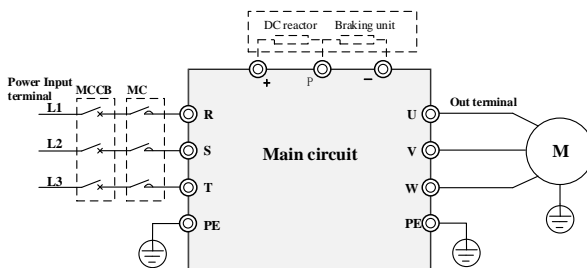 DC reactor Braking unit
+ P −
Power Input
terminal
MCCB MC
L1 R U Out terminal
L2 S Main circuit V M
L3 T W
PE PE